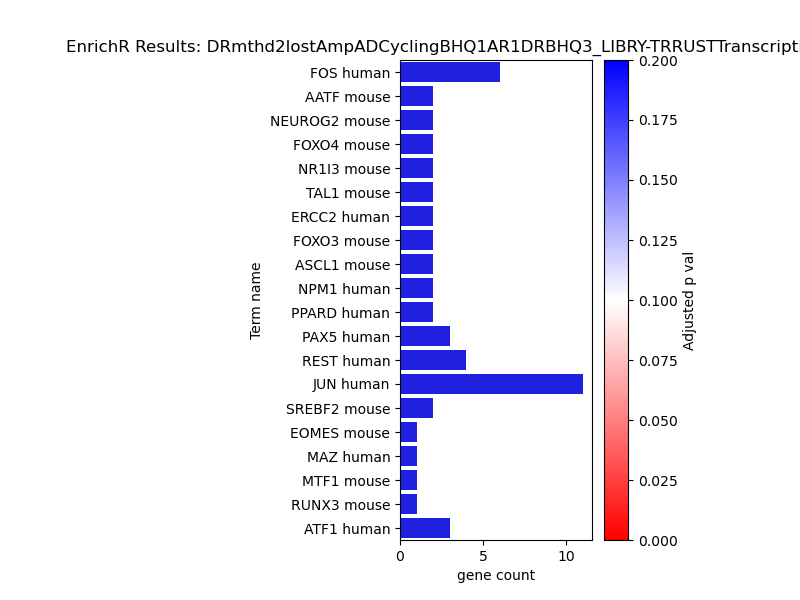 EnrichR Results: DRmthd2lostAmpADCyclingBHQ1AR1DRBHQ3_LIBRY-TRRUSTTranscripti
FOS human
AATF mouse
NEUROG2 mouse
FOXO4 mouse
NR1I3 mouse
TAL1 mouse
ERCC2 human
FOXO3 mouse
ASCL1 mouse
NPM1 human
PPARD human
PAX5 human
REST human
JUN human
SREBF2 mouse
EOMES mouse
MAZ human
MTF1 mouse
RUNX3 mouse
ATF1 human
Term name
0 5 10
gene count
0.200
0.175
0.150
0.125
0.100
0.075
0.050
0.025
0.000
Adjusted p val